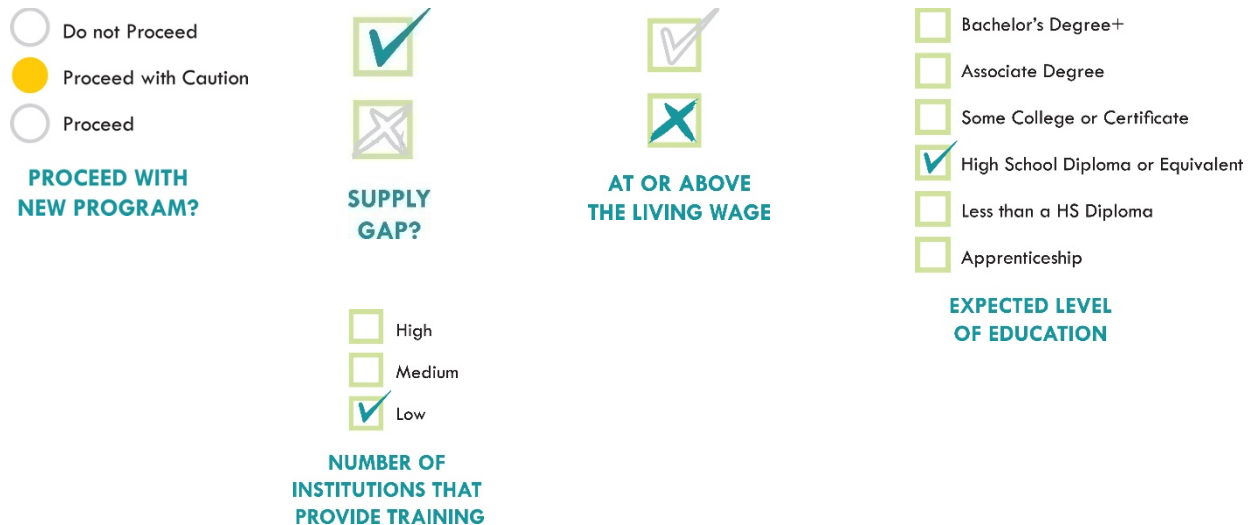 Do not Proceed
Proceed with Caution
Proceed
PROCEED WITH
NEW PROGRAM?
SUPPLY
GAP?
AT OR ABOVE
THE LIVING WAGE
Bachelor's Degree+
Associate Degree
Some College or Certificate
High School Diploma or Equivalent
Less than a HS Diploma
Apprenticeship
EXPECTED LEVEL
OF EDUCATION
High
Medium
Low
NUMBER OF
INSTITUTIONS THAT
PROVIDE TRAINING